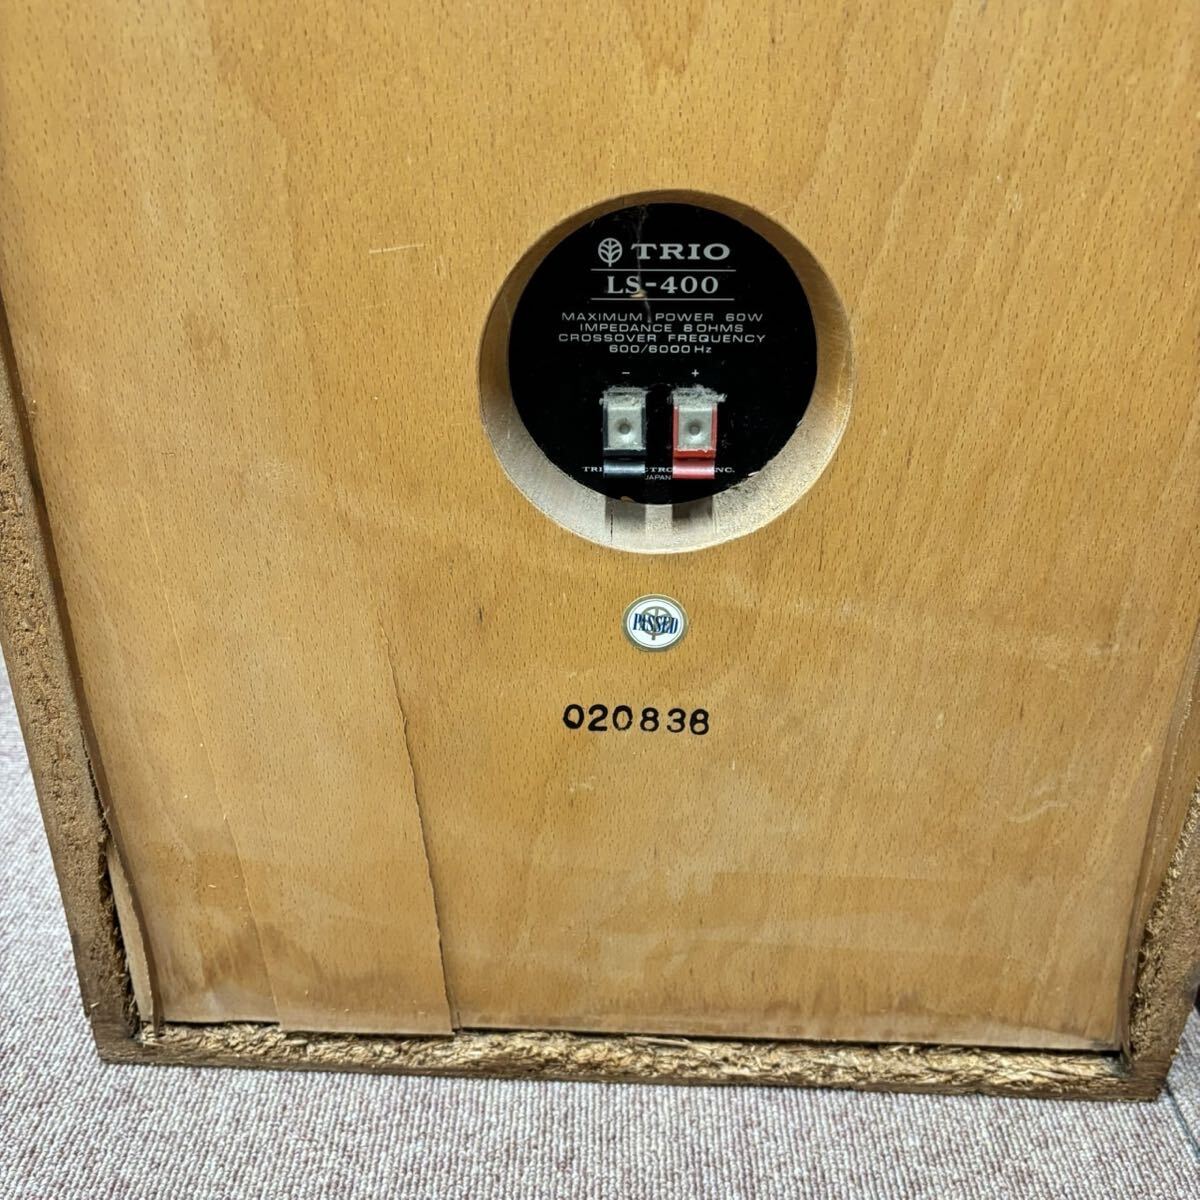 TRIO
LS-400
MAXIMUM POWER 60W
IMPEDANCE 8 OHMS
CROSSOVER FREQUENCY
600/6000 Hz
- +
JAPAN
PASSED
020838